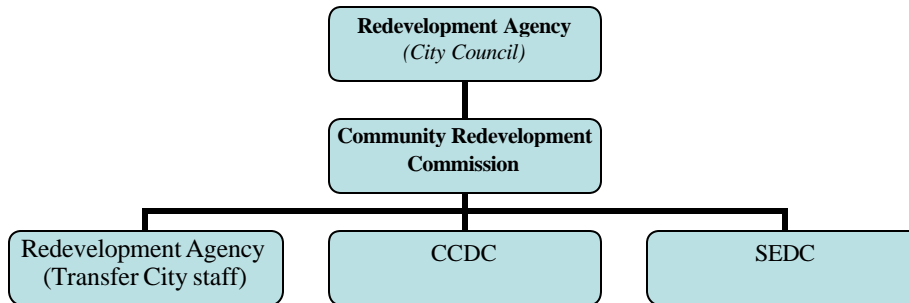 Redevelopment Agency
(City Council)
Community Redevelopment
Commission
Redevelopment Agency
(Transfer City staff)
CCDC
SEDC